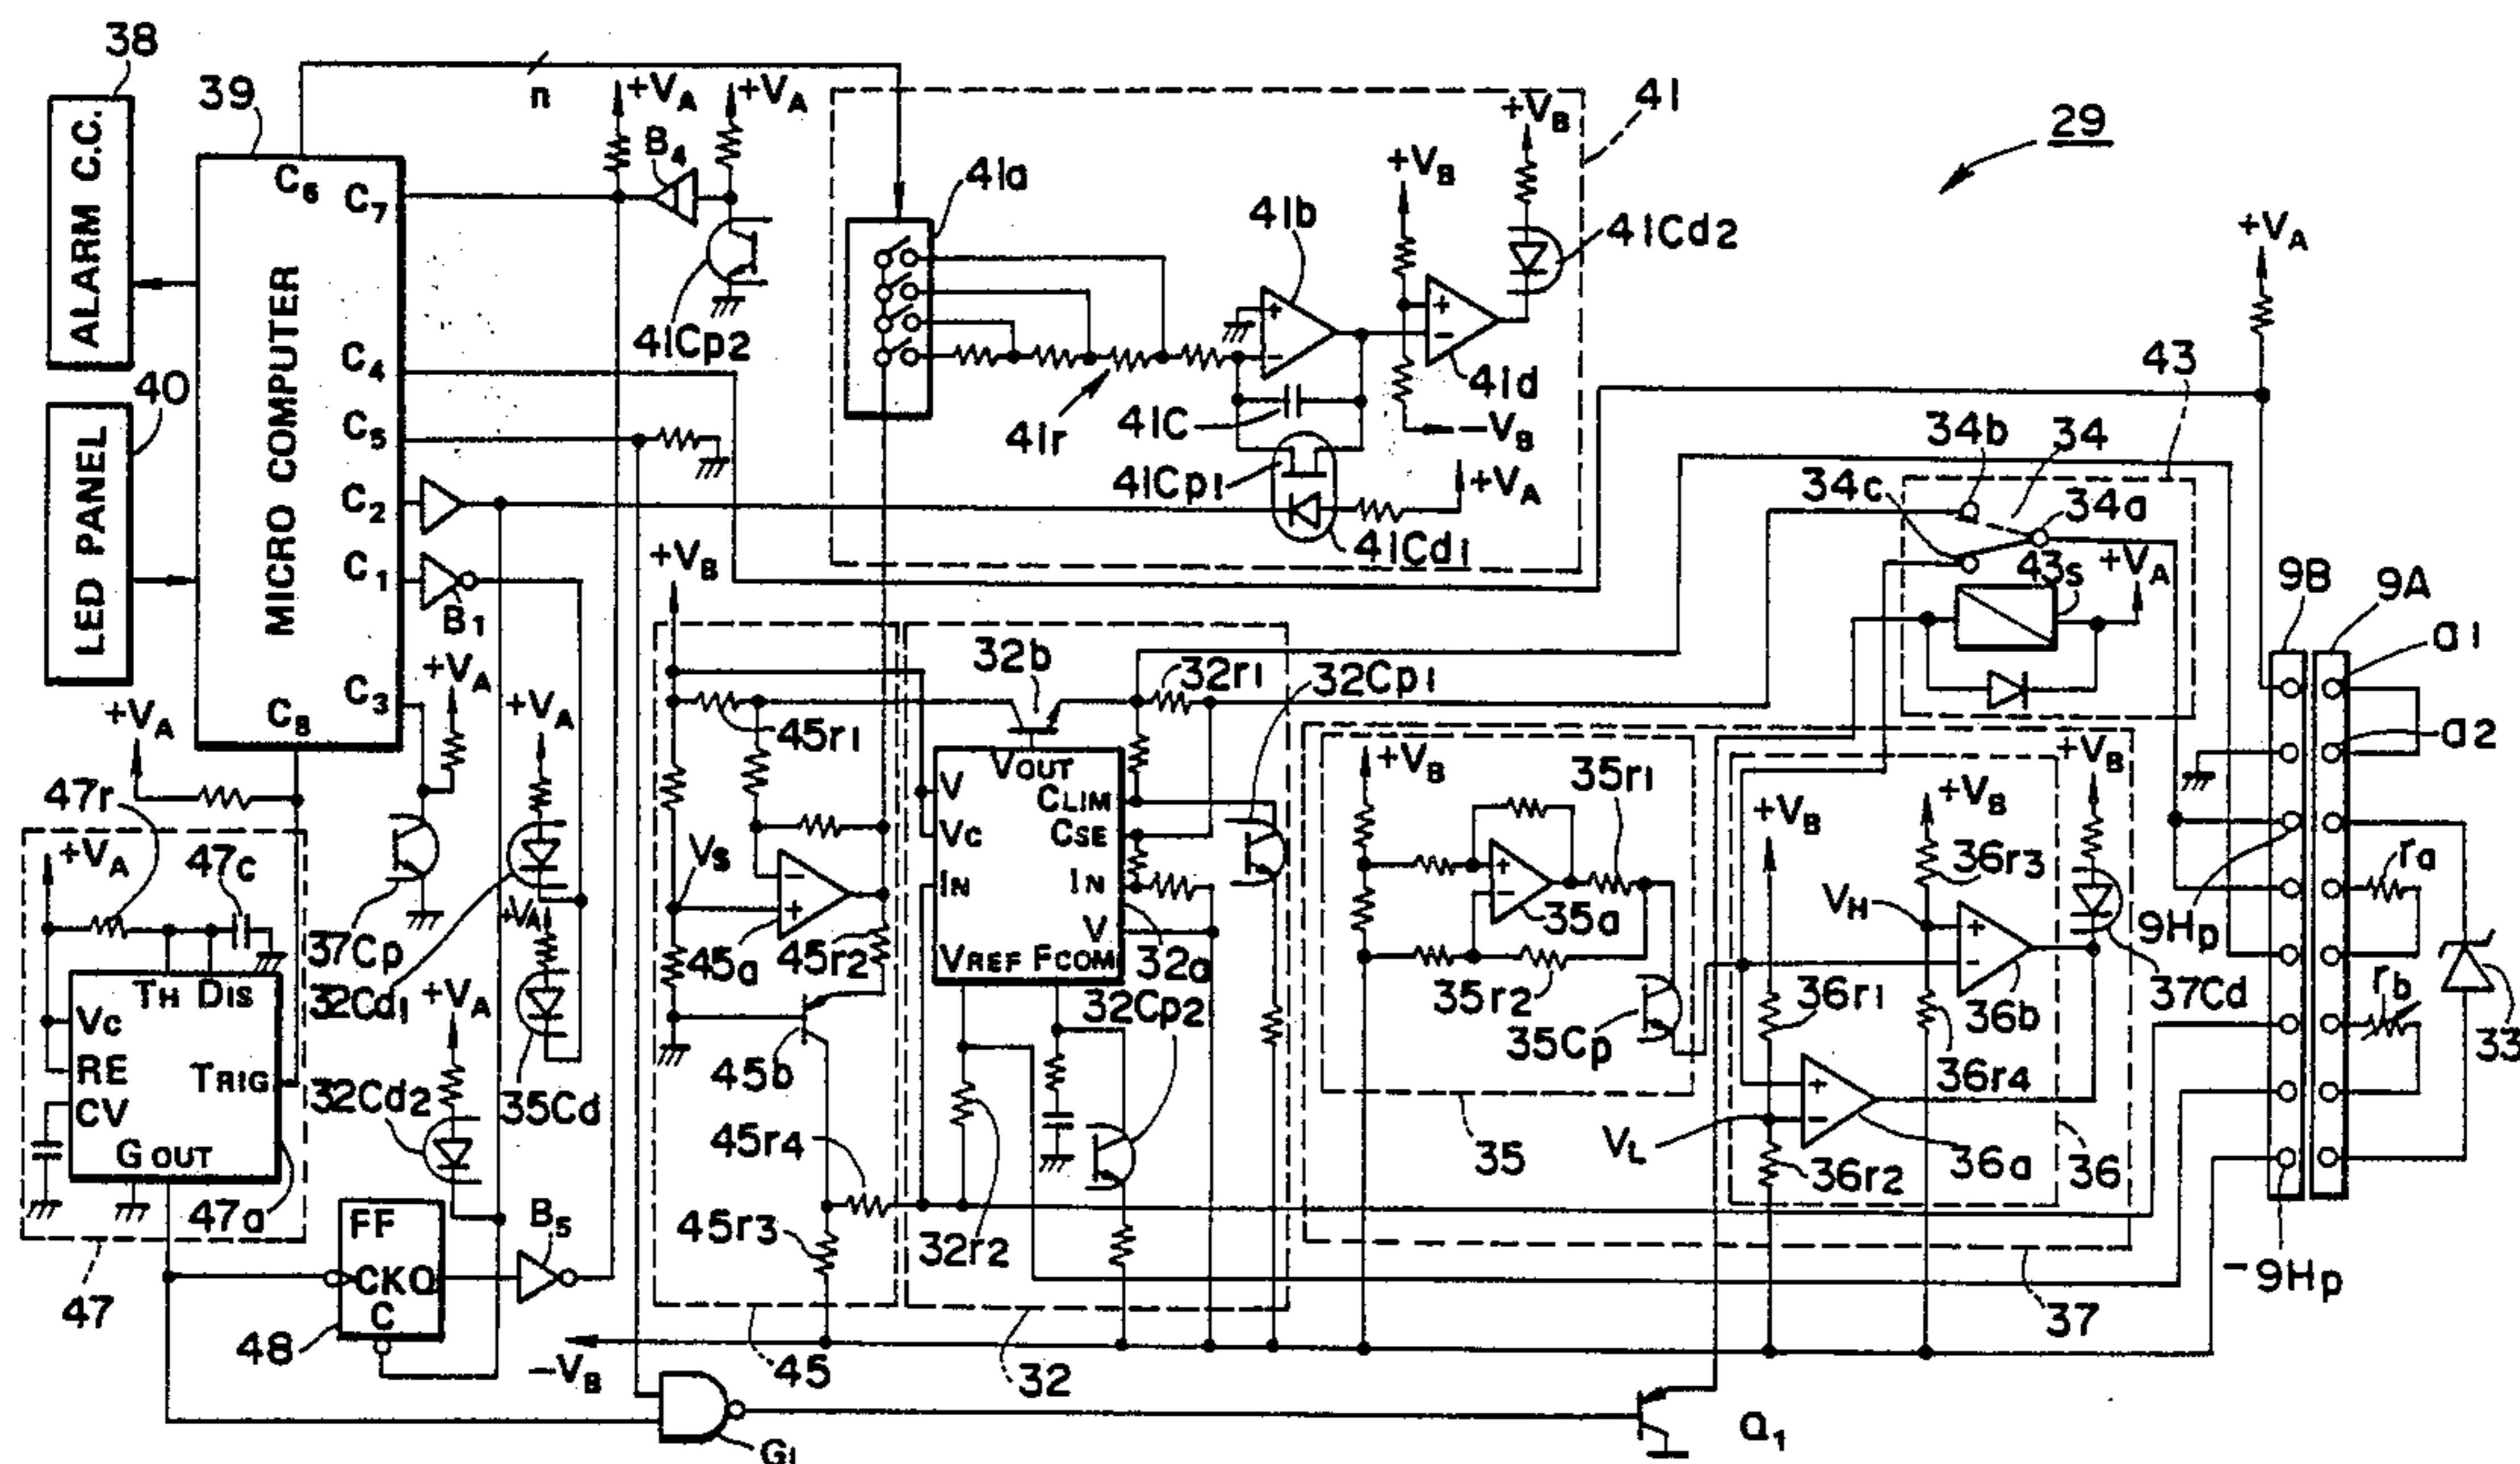 38
39
n
+VA
+VA
B4
41
+VB
29
ALARM C.C.
C6
C7
41a
41b
+VB
41Cd2
+VA
41Cp2
MICRO COMPUTER
C4
C5
C2
C1
C3
C8
40
LED PANEL
41r
41C
41d
-VB
41Cp1
+VA
41Cd1
43
34b
34
34c
34a
43s
+VA
9B
9A
a1
a2
B1
+VA
+VB
32b
32r1
32Cp1
+VA
+VA
45r1
VOUT
CLIM
CSE
IN
V
V
VC
IN
VREF
FCOM
32a
+VB
35r1
35a
35r2
35Cp
35
+VB
+VB
+VB
36r3
VH
36b
37Cd
36r1
36r4
VL
36r2
36a
36
9Hp
ra
rb
33
-9Hp
37
47r
+VA
47c
TH
DIS
VC
RE
CV
TRIG
G
OUT
47a
47
37Cp
32Cd1
+VA
+VA
35Cd
32Cd2
VS
45a
45r2
45b
45r4
45r3
32r2
32Cp2
FF
CK
Q
C
48
B5
-VB
45
32
G1
Q1